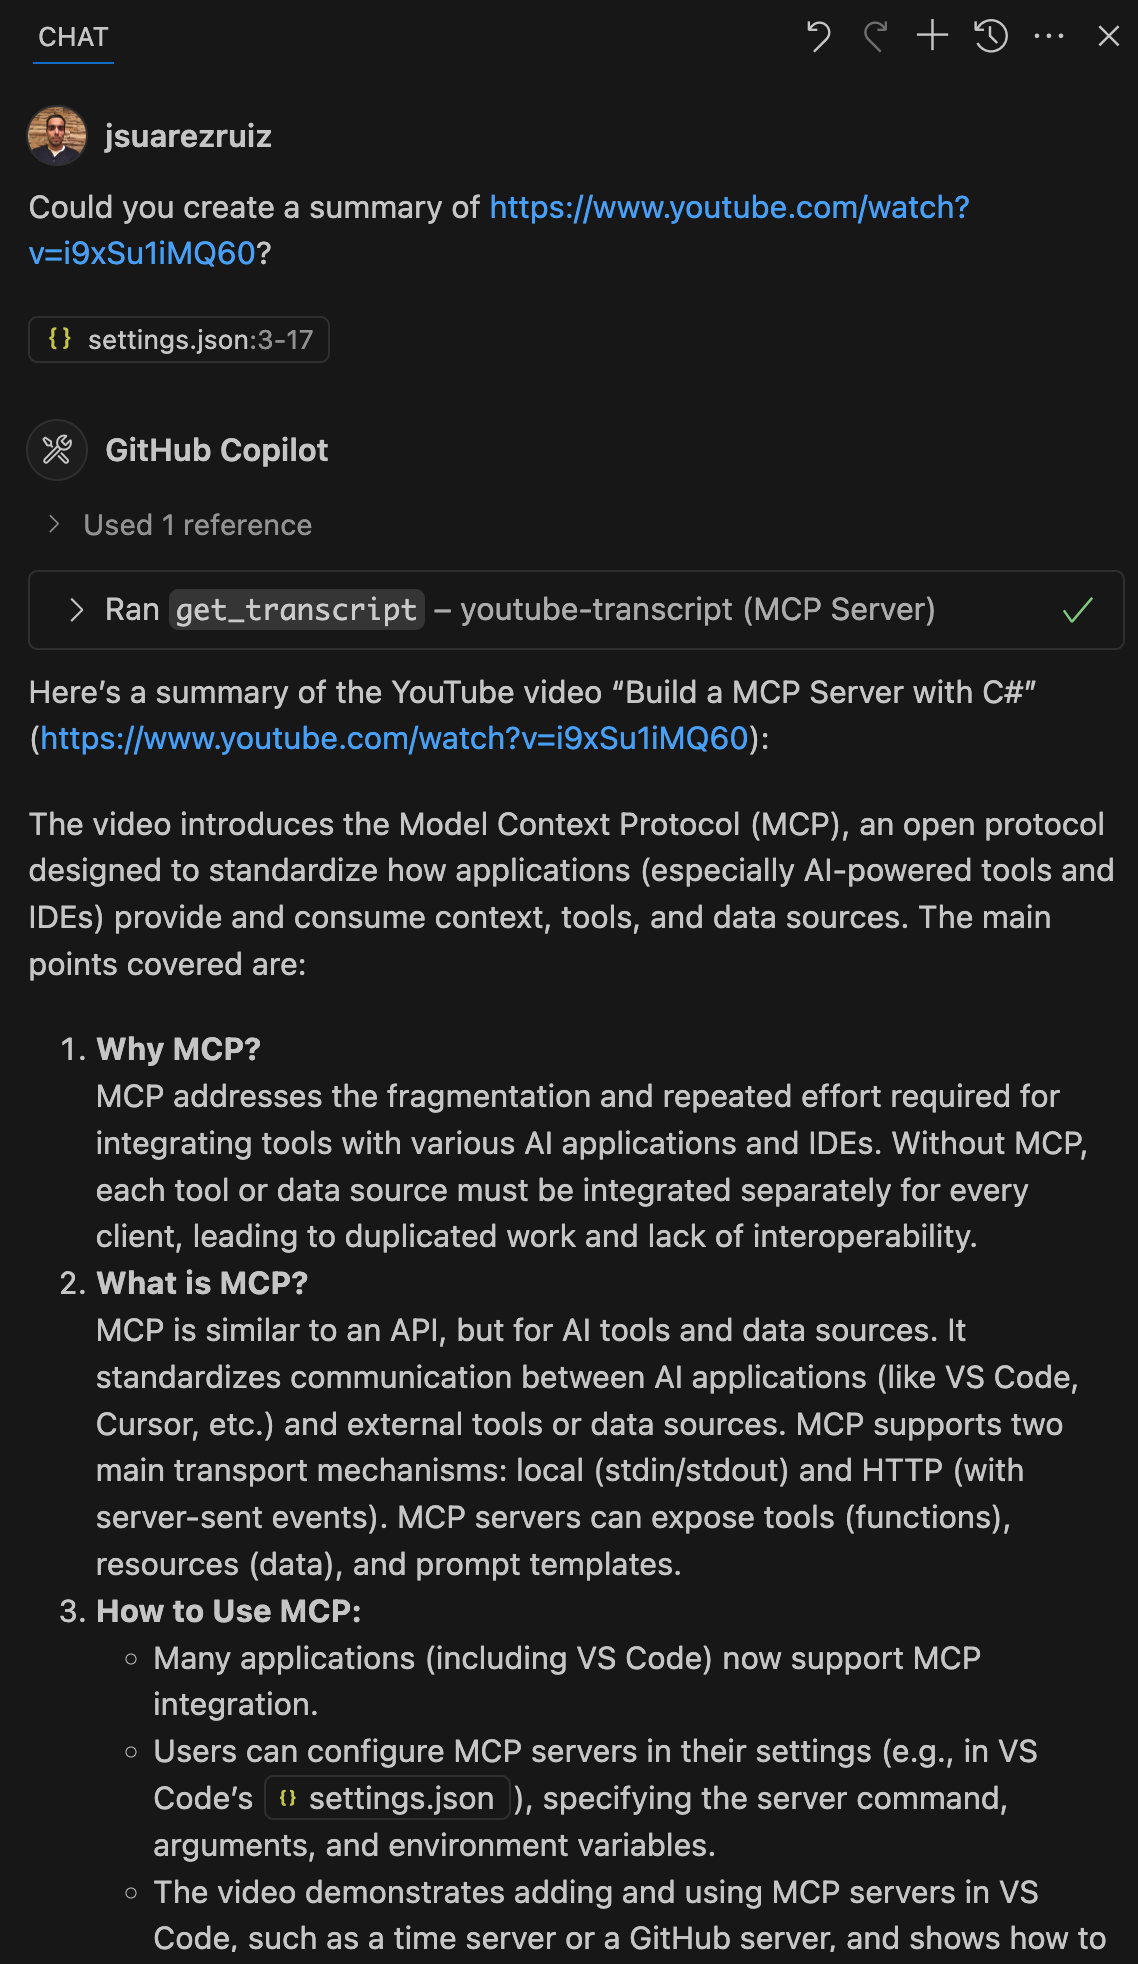 CHAT
jsuarezruiz
Could you create a summary of https://www.youtube.com/watch?
v=i9xSu1iMQ60?
{} settings.json:3-17
GitHub Copilot
Used 1 reference
Ran get_transcript – youtube-transcript (MCP Server)
Here’s a summary of the YouTube video “Build a MCP Server with C#”
(https://www.youtube.com/watch?v=i9xSu1iMQ60):
The video introduces the Model Context Protocol (MCP), an open protocol
designed to standardize how applications (especially AI-powered tools and
IDEs) provide and consume context, tools, and data sources. The main
points covered are:
1. Why MCP?
MCP addresses the fragmentation and repeated effort required for
integrating tools with various AI applications and IDEs. Without MCP,
each tool or data source must be integrated separately for every
client, leading to duplicated work and lack of interoperability.
2. What is MCP?
MCP is similar to an API, but for AI tools and data sources. It
standardizes communication between AI applications (like VS Code,
Cursor, etc.) and external tools or data sources. MCP supports two
main transport mechanisms: local (stdin/stdout) and HTTP (with
server-sent events). MCP servers can expose tools (functions),
resources (data), and prompt templates.
3. How to Use MCP:
◦ Many applications (including VS Code) now support MCP
integration.
◦ Users can configure MCP servers in their settings (e.g., in VS
Code’s {} settings.json ), specifying the server command,
arguments, and environment variables.
◦ The video demonstrates adding and using MCP servers in VS
Code, such as a time server or a GitHub server, and shows how to